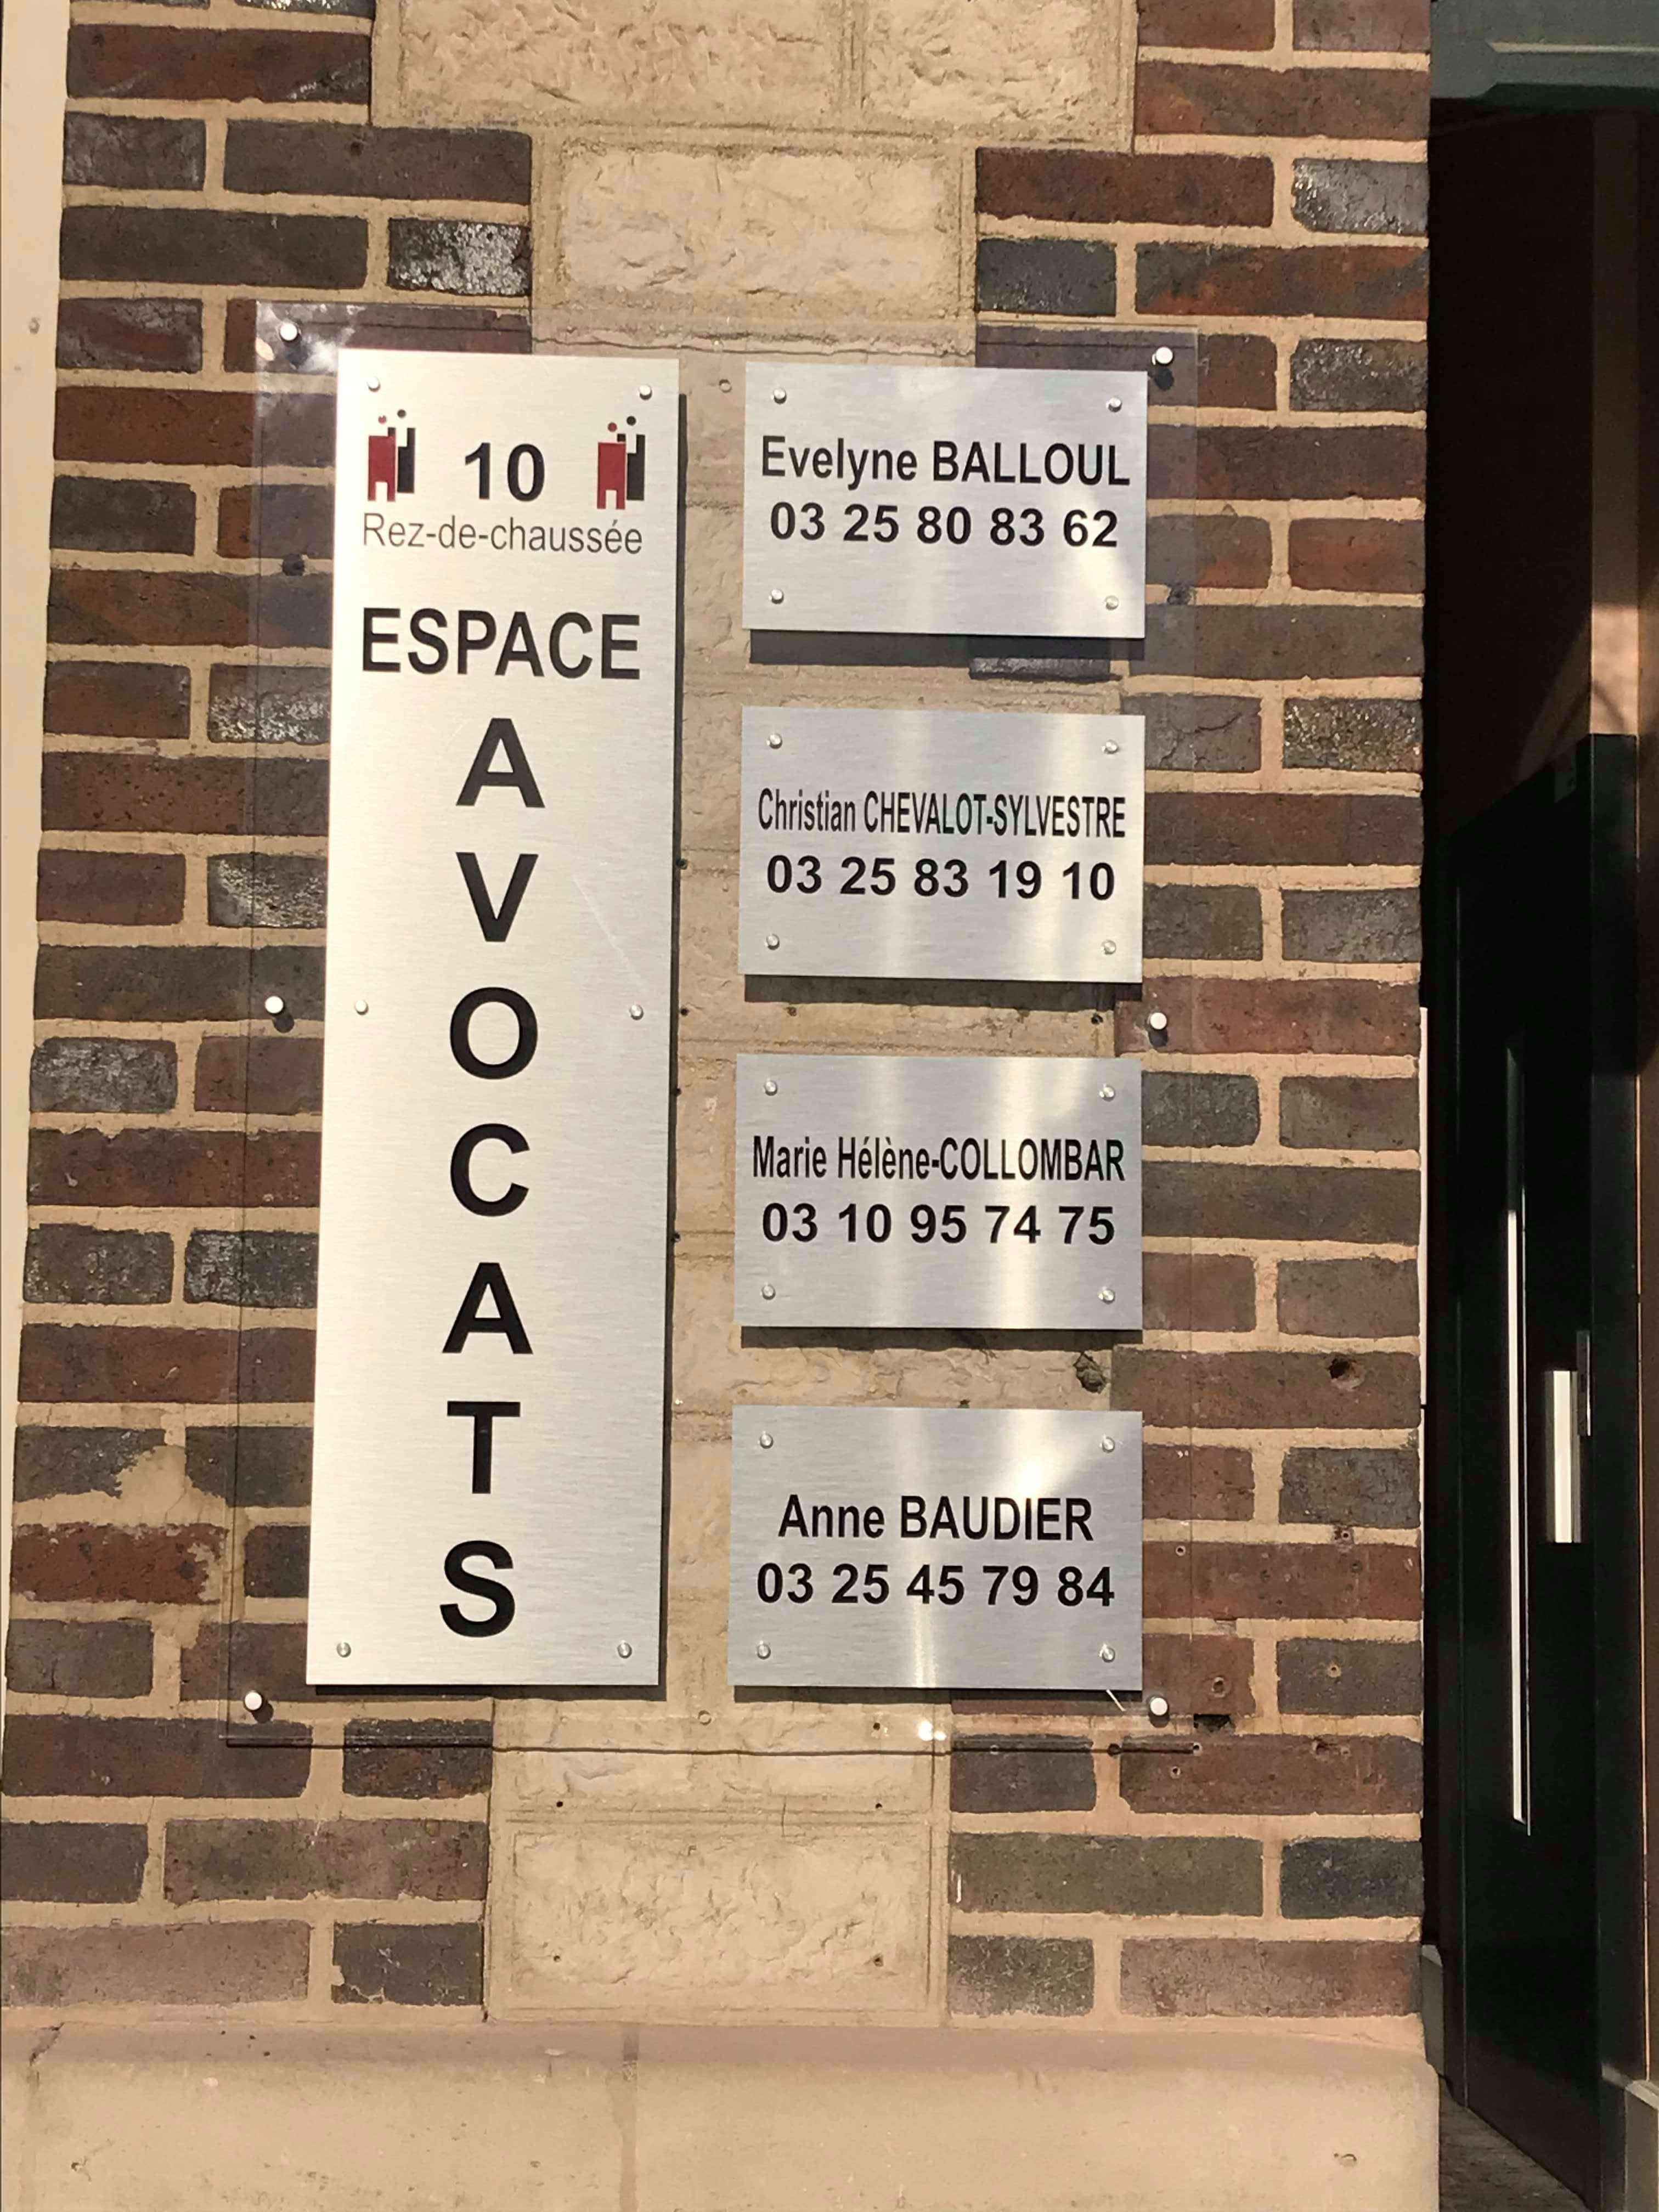 10
Rez-de-chaussée
ESPACE
AVOCATS
Evelyne BALLOUL
03 25 80 83 62
Christian CHEVALOT-SYLVESTRE
03 25 83 19 10
Marie Hélène-COLLOMBAR
03 10 95 74 75
Anne BAUDIER
03 25 45 79 84